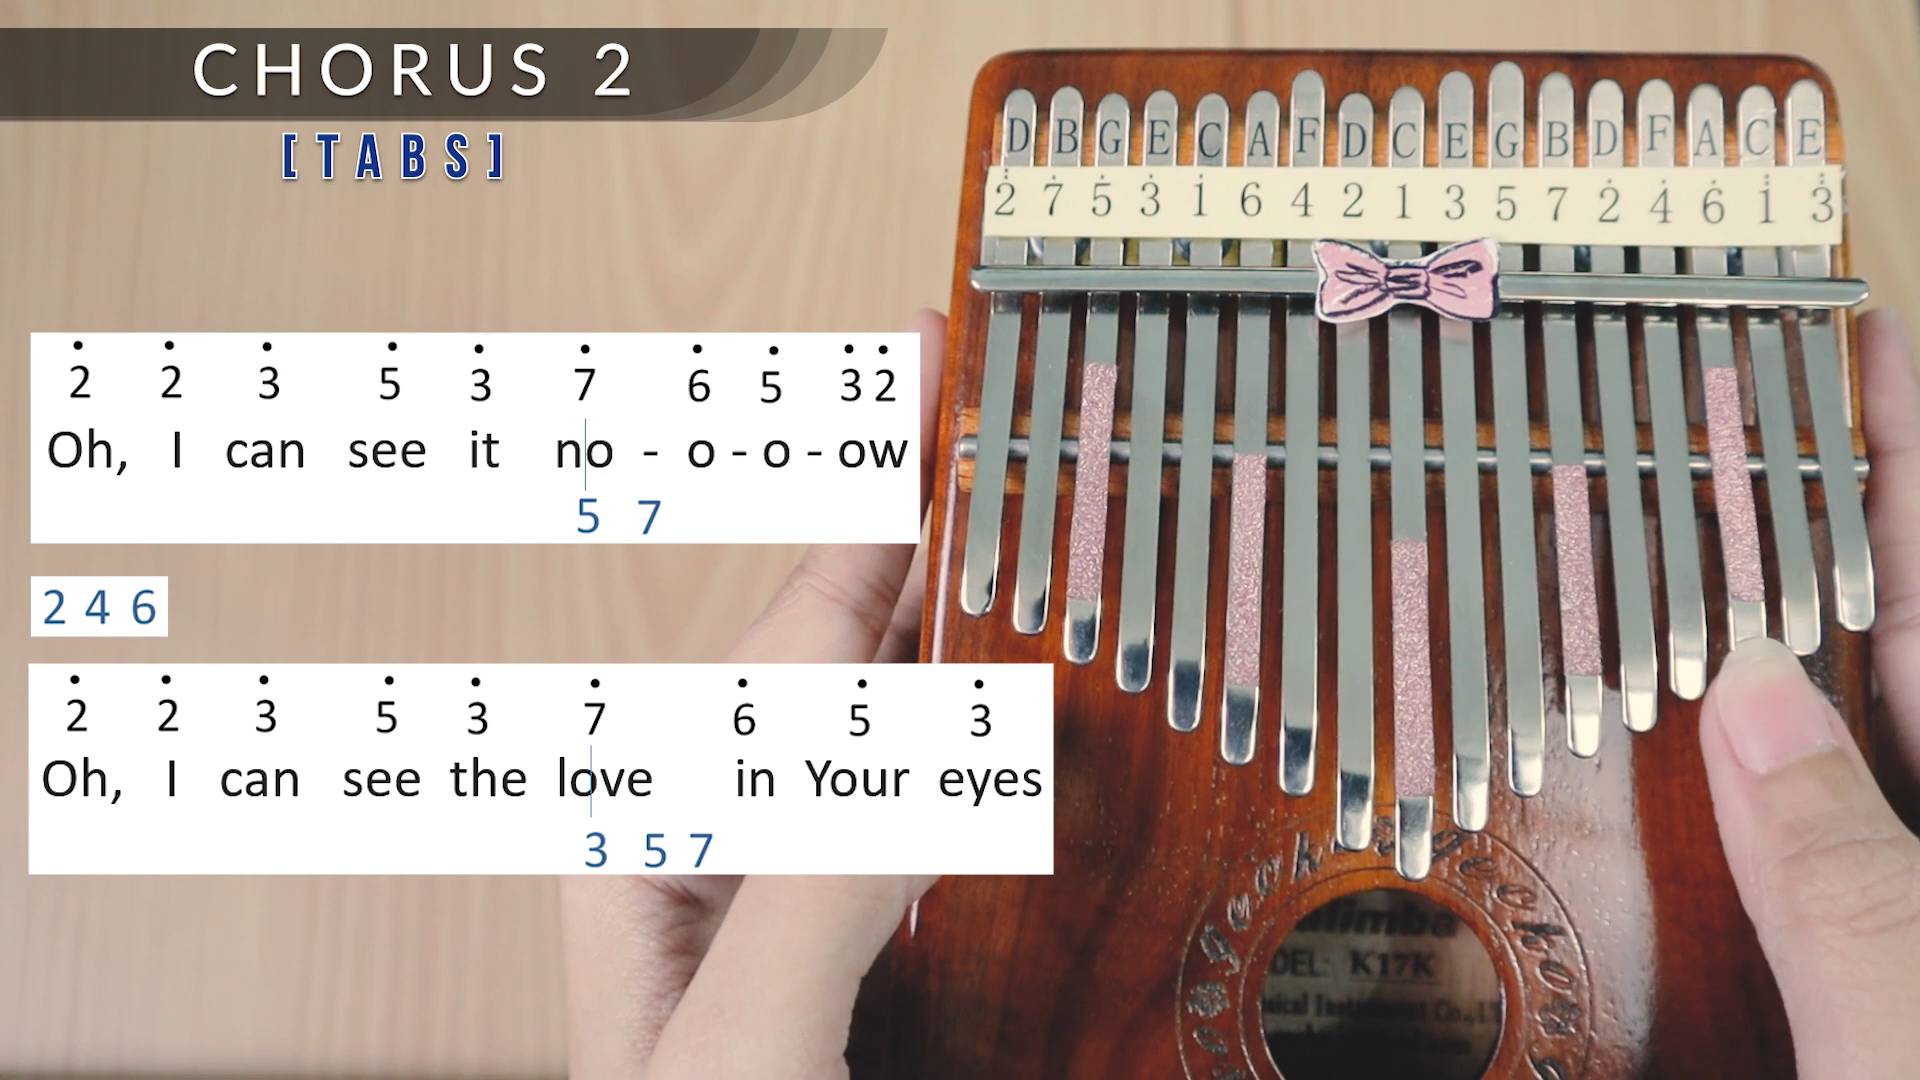 CHORUS 2
[TABS]
2 2 3 5 3 7 6 5 3 2
Oh, I can see it no - o - o - ow
5 7
2 4 6
2 2 3 5 3 7 6 5 3
Oh, I can see the love in Your eyes
3 5 7
D B G E C A F D C E G B D F A C E
2 7 5 3 1 6 4 2 1 3 5 7 2 4 6 1 3
K17K